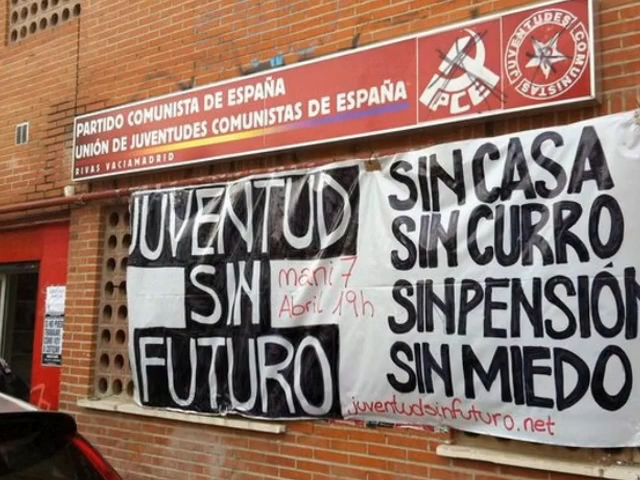 PARTIDO COMUNISTA DE ESPAÑA
UNIÓN DE JUVENTUDES COMUNISTAS DE ESPAÑA
RIVAS VACIAMADRID
PCE
JUVENTUDES COMUNISTAS
JUVENTUD
SIN
FUTURO
mani 7
Abril 19h
SIN CASA
SIN CURRO
SIN PENSIÓN
SIN MIEDO
juventudsinfuturo.net